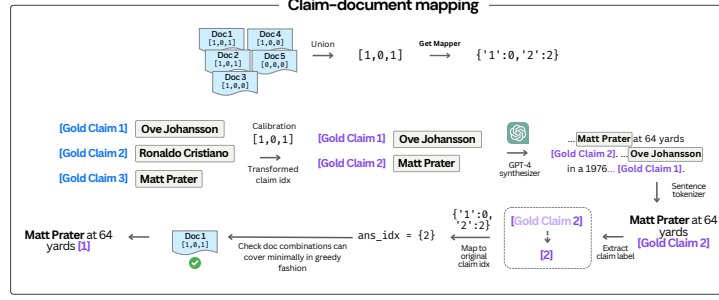 Claim-document mapping
Doc 1
[1,0,1]
Doc 4
[1,0,0]
Doc 2
[1,0,1]
Doc 5
[0,0,0]
Doc 3
[1,0,0]
Union
[1,0,1]
Get Mapper
{'1':0,'2':2}
[Gold Claim 1] Ove Johansson
[Gold Claim 2] Ronaldo Cristiano
[Gold Claim 3] Matt Prater
Calibration
[1,0,1]
Transformed
claim idx
[Gold Claim 1] Ove Johansson
[Gold Claim 2] Matt Prater
GPT-4
synthesizer
... Matt Prater at 64 yards
[Gold Claim 2]. ... Ove Johansson
in a 1976... [Gold Claim 1].
Sentence
tokenizer
Matt Prater at 64
yards
[Gold Claim 2]
Extract
claim label
[Gold Claim 2]
[2]
{'1':0,
'2':2}
Map to
original
claim idx
ans_idx = {2}
Check doc combinations can
cover minimally in greedy
fashion
Doc 1
[1,0,1]
Matt Prater at 64
yards [1]